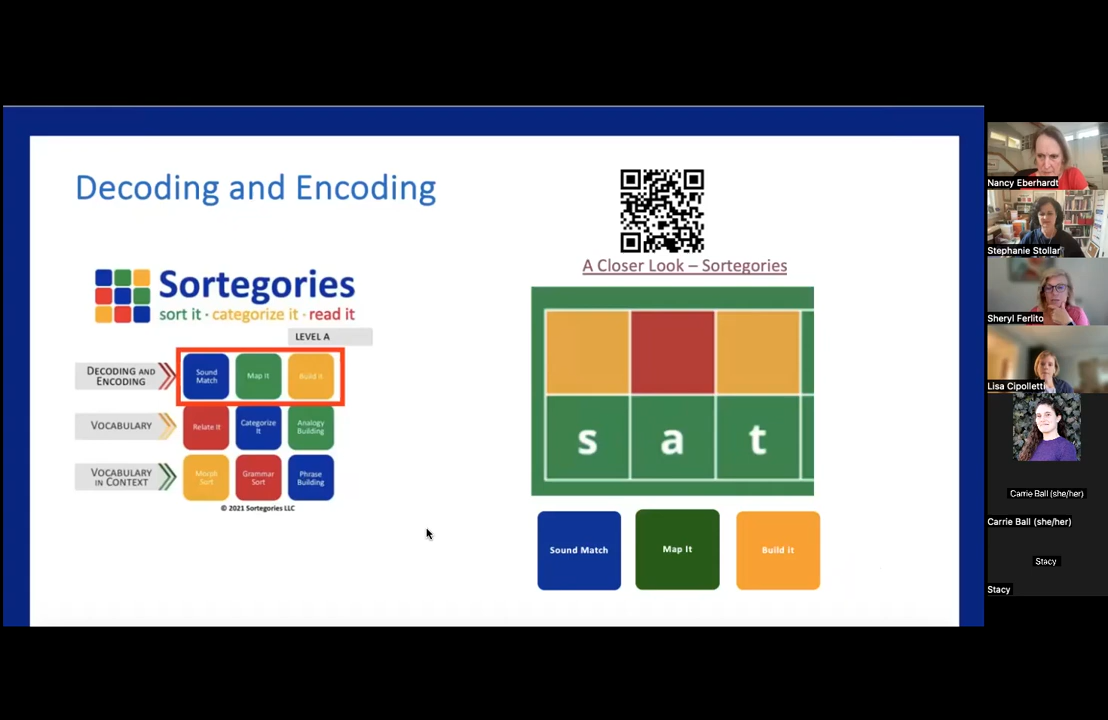 Decoding and Encoding
Sortegories
sort it · categorize it · read it
LEVEL A
DECODING AND
ENCODING
Sound
Match
Map It
Build it
VOCABULARY
Relate It
Categorize
It
Analogy
Building
VOCABULARY
IN CONTEXT
Morph
Sort
Grammar
Sort
Phrase
Building
© 2021 Sortegories LLC
A Closer Look – Sortegories
s a t
Sound Match
Map It
Build it
Nancy Eberhardt
Stephanie Stollar
Sheryl Ferlito
Lisa Cipolletti
Carrie Ball (she/her)
Carrie Ball (she/her)
Stacy
Stacy